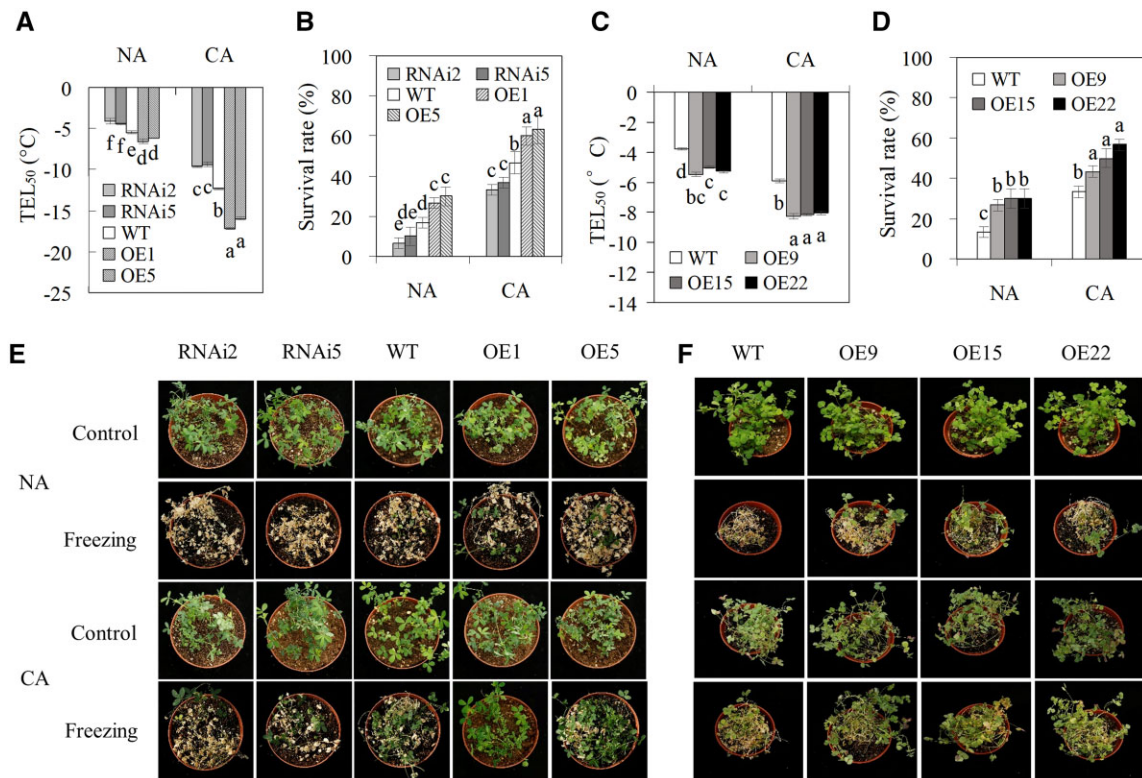 A
NA CA
TEL50 (°C)
0
-5
-10
-15
-20
-25
f f e d d
c c b a a
RNAi2
RNAi5
WT
OE1
OE5
B
Survival rate (%)
100
80
60
40
20
0
RNAi2 RNAi5
WT OE1
OE5
e de d c c
c c b a a
NA CA
C
NA CA
TEL50 (° C)
0
-2
-4
-6
-8
-10
-12
-14
d bc c c
b a a a
WT OE9
OE15 OE22
D
Survival rate (%)
100
80
60
40
20
0
WT OE9
OE15 OE22
c b b b
b a a a
NA CA
E
RNAi2 RNAi5 WT OE1 OE5
Control
NA
Freezing
Control
CA
Freezing
F
WT OE9 OE15 OE22